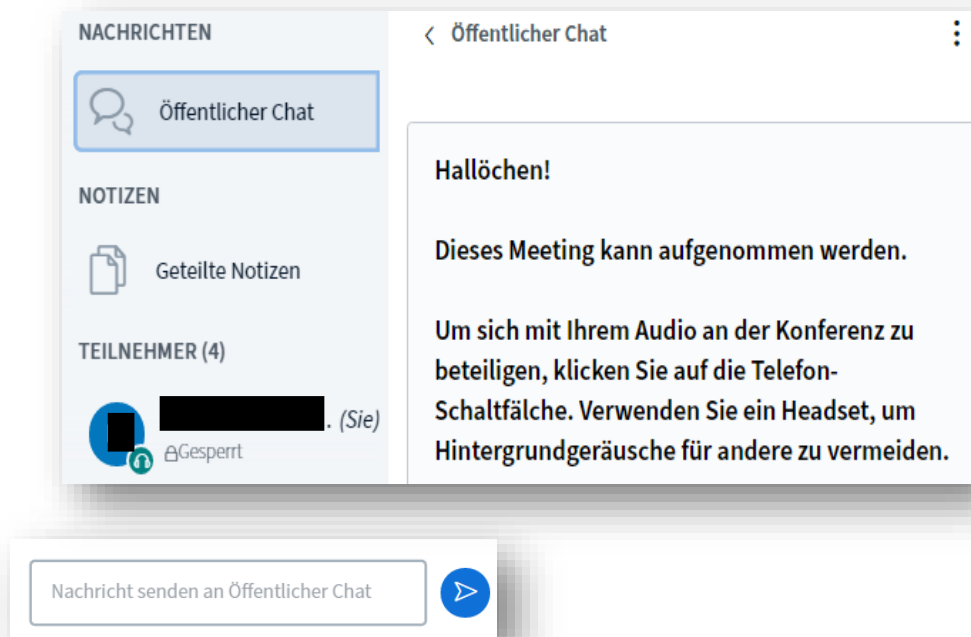 NACHRICHTEN
Öffentlicher Chat
NOTIZEN
Geteilte Notizen
TEILNEHMER (4)
. (Sie)
Gesperrt
Öffentlicher Chat
Hallöchen!
Dieses Meeting kann aufgenommen werden.
Um sich mit Ihrem Audio an der Konferenz zu
beteiligen, klicken Sie auf die Telefon-
Schaltfälche. Verwenden Sie ein Headset, um
Hintergrundgeräusche für andere zu vermeiden.
Nachricht senden an Öffentlicher Chat